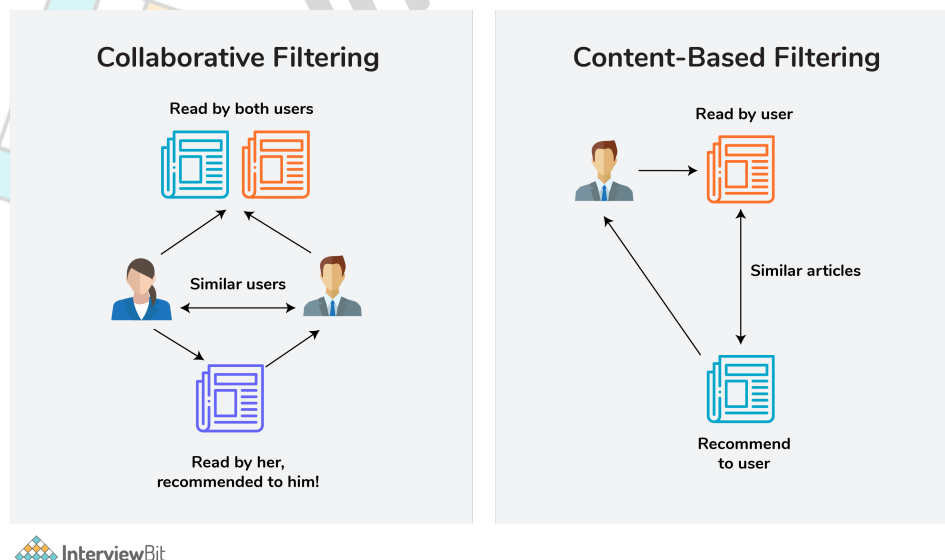 Collaborative Filtering
Read by both users
Similar users
Read by her,
recommended to him!
Content-Based Filtering
Read by user
Similar articles
Recommend
to user
InterviewBit